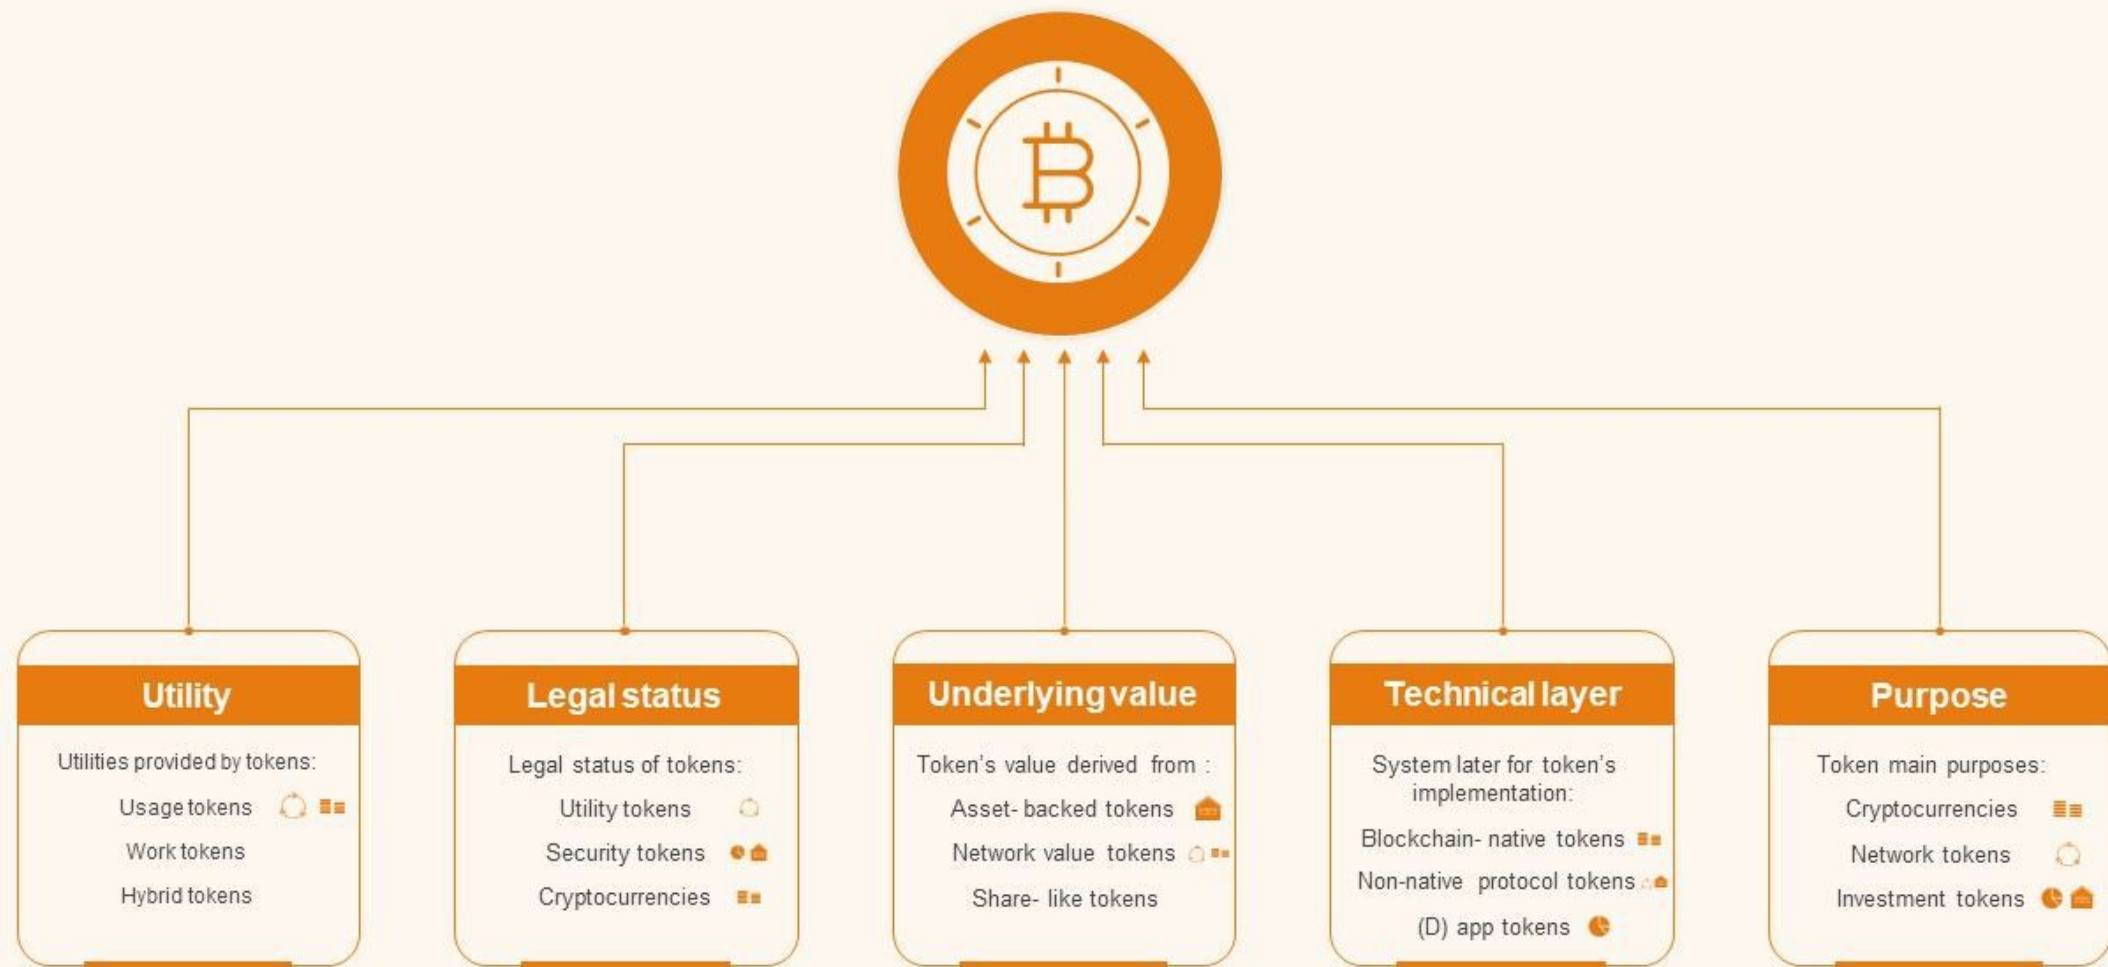 Utility
Utilities provided by tokens:
Usage tokens
Work tokens
Hybrid tokens
Legal status
Legal status of tokens:
Utility tokens
Security tokens
Cryptocurrencies
Underlying value
Token's value derived from :
Asset- backed tokens
Network value tokens
Share- like tokens
Technical layer
System later for token's
implementation:
Blockchain- native tokens
Non-native protocol tokens
(D) app tokens
Purpose
Token main purposes:
Cryptocurrencies
Network tokens
Investment tokens